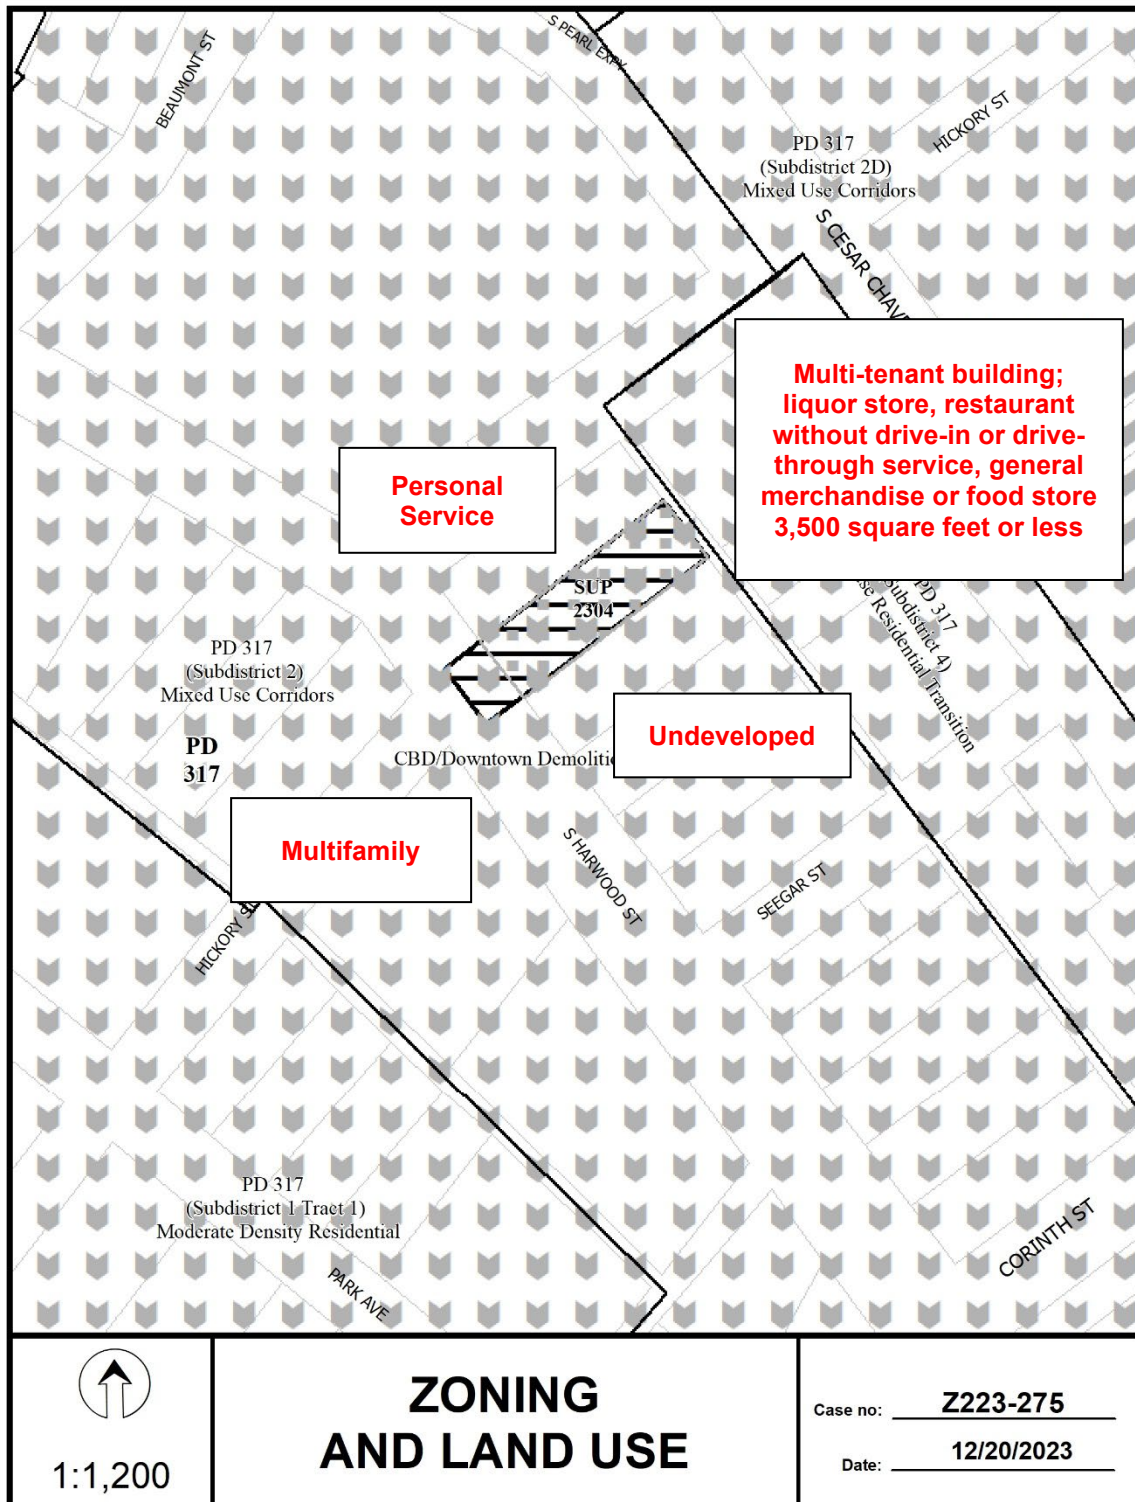 S PEARL EXPY
BEAUMONT ST
HICKORY ST
PD 317
(Subdistrict 2D)
Mixed Use Corridors
S CESAR CHAV
Multi-tenant building;
liquor store, restaurant
without drive-in or drive-
through service, general
merchandise or food store
3,500 square feet or less
Personal
Service
SUP
2304
PD 317
(Subdistrict 4)
se Residential Transition
PD 317
(Subdistrict 2)
Mixed Use Corridors
PD
317
Undeveloped
CBD/Downtown Demoliti
Multifamily
S HARWOOD ST
SEEGAR ST
HICKORY
PD 317
(Subdistrict 1 Tract 1)
Moderate Density Residential
CORINTH ST
PARK AVE
1:1,200
ZONING
AND LAND USE
Case no: Z223-275
Date: 12/20/2023